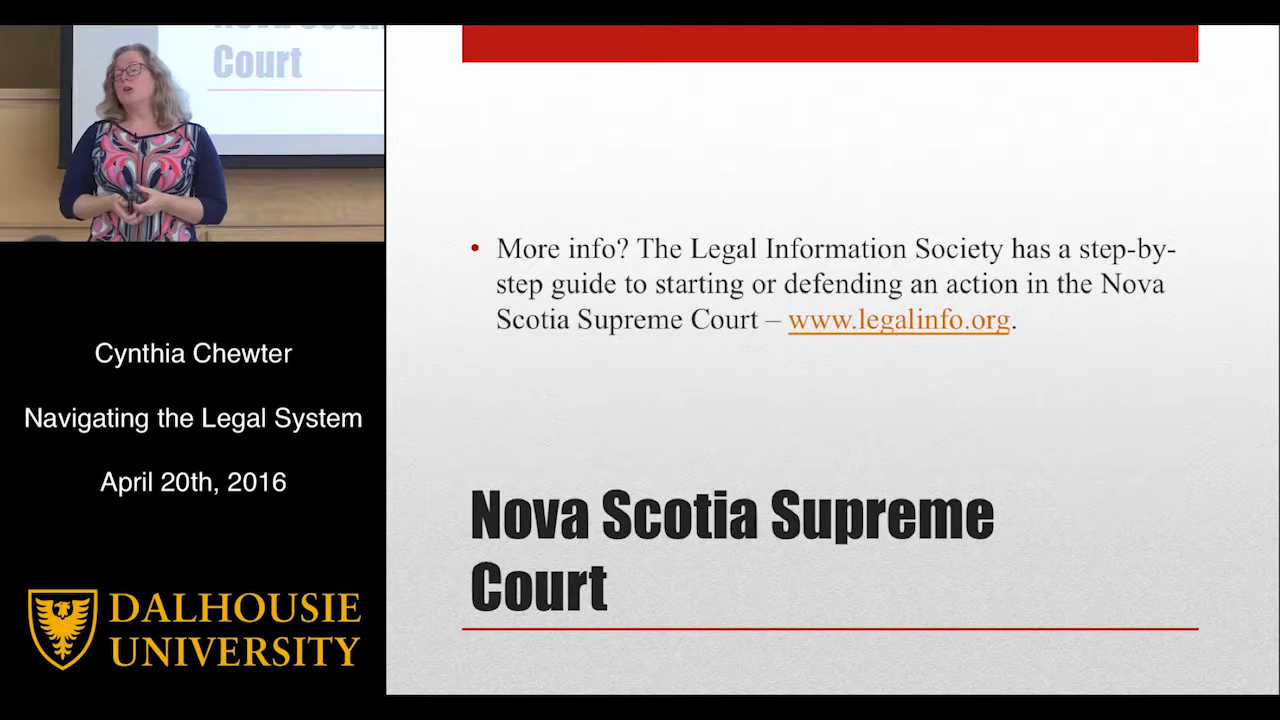 Court
Cynthia Chewter
Navigating the Legal System
April 20th, 2016
DALHOUSIE
UNIVERSITY
• More info? The Legal Information Society has a step-by-
step guide to starting or defending an action in the Nova
Scotia Supreme Court – www.legalinfo.org.
Nova Scotia Supreme
Court